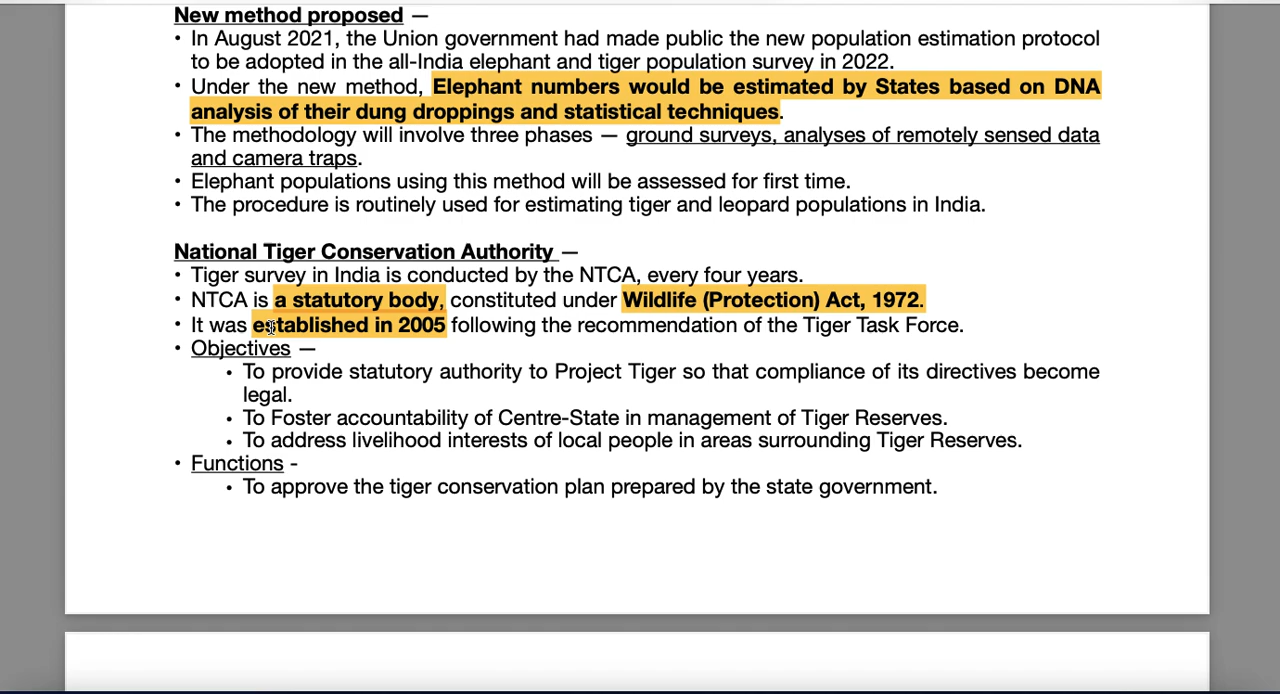 New method proposed —
• In August 2021, the Union government had made public the new population estimation protocol
to be adopted in the all-India elephant and tiger population survey in 2022.
• Under the new method, Elephant numbers would be estimated by States based on DNA
analysis of their dung droppings and statistical techniques.
• The methodology will involve three phases — ground surveys, analyses of remotely sensed data
and camera traps.
• Elephant populations using this method will be assessed for first time.
• The procedure is routinely used for estimating tiger and leopard populations in India.
National Tiger Conservation Authority —
• Tiger survey in India is conducted by the NTCA, every four years.
• NTCA is a statutory body, constituted under Wildlife (Protection) Act, 1972.
• It was established in 2005 following the recommendation of the Tiger Task Force.
• Objectives —
• To provide statutory authority to Project Tiger so that compliance of its directives become
legal.
• To Foster accountability of Centre-State in management of Tiger Reserves.
• To address livelihood interests of local people in areas surrounding Tiger Reserves.
• Functions -
• To approve the tiger conservation plan prepared by the state government.